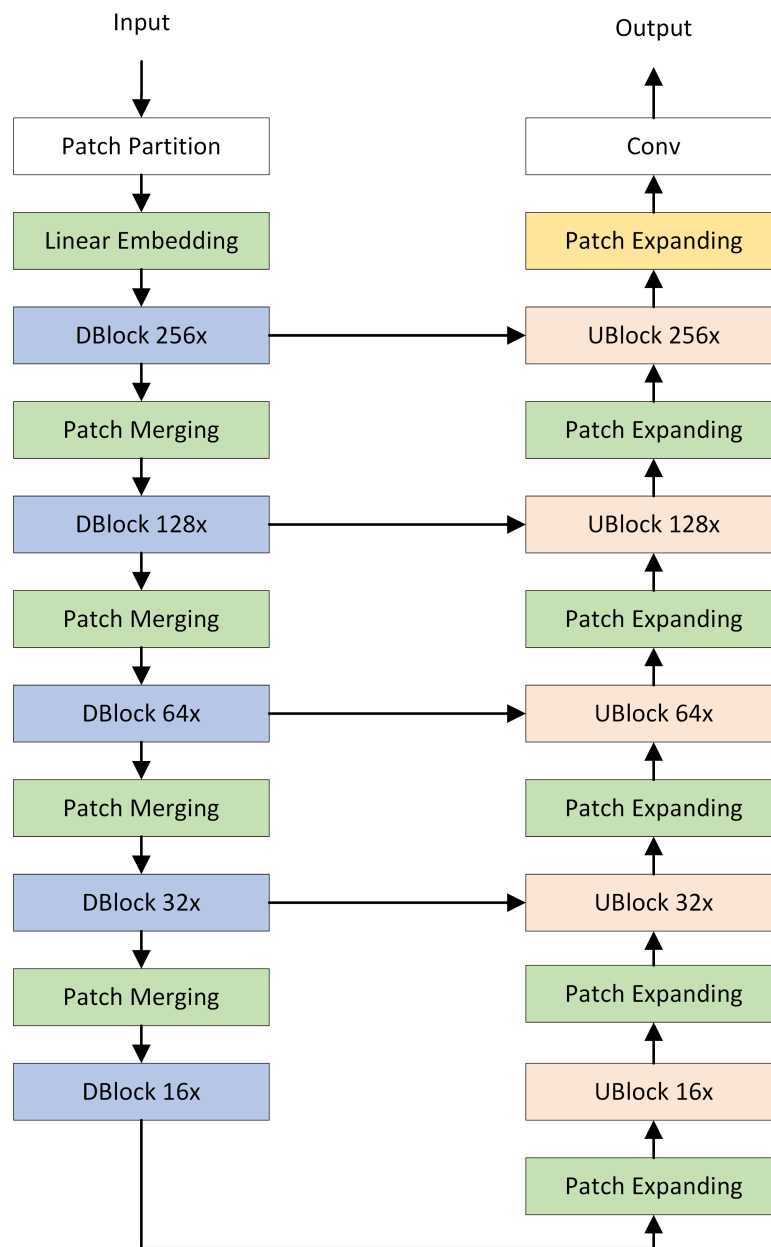 Input
Patch Partition
Linear Embedding
DBlock 256x
Patch Merging
DBlock 128x
Patch Merging
DBlock 64x
Patch Merging
DBlock 32x
Patch Merging
DBlock 16x
Output
Conv
Patch Expanding
UBlock 256x
Patch Expanding
UBlock 128x
Patch Expanding
UBlock 64x
Patch Expanding
UBlock 32x
Patch Expanding
UBlock 16x
Patch Expanding